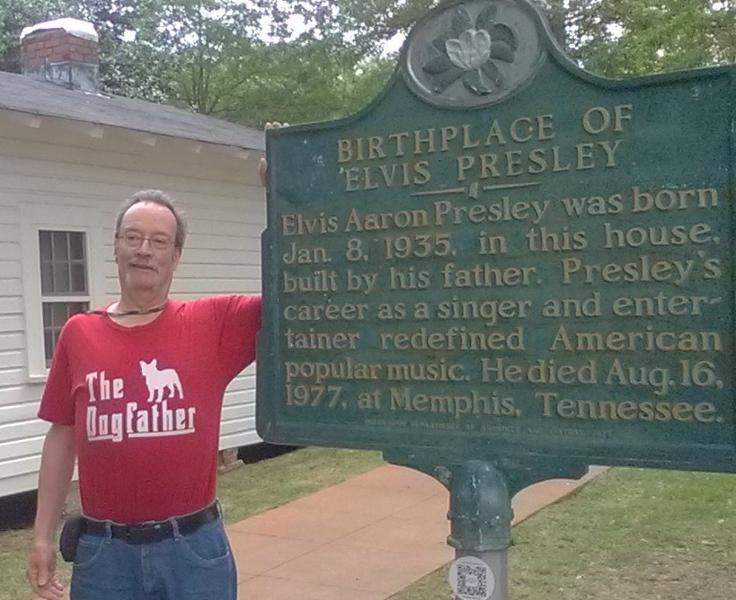 BIRTHPLACE OF
ELVIS PRESLEY
Elvis Aaron Presley was born
Jan. 8, 1935, in this house,
built by his father. Presley's
career as a singer and enter-
tainer redefined American
popular music. He died Aug. 16,
1977, at Memphis, Tennessee.
The
Dogfather